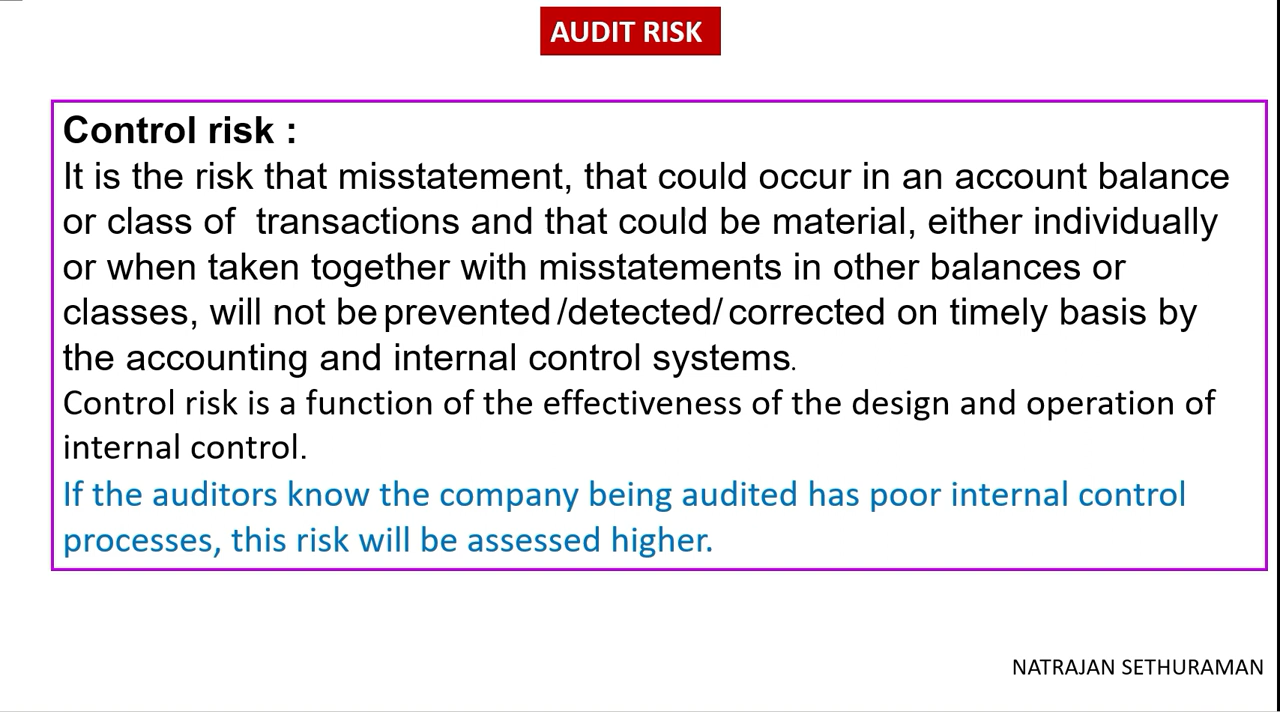 AUDIT RISK
Control risk :
It is the risk that misstatement, that could occur in an account balance
or class of  transactions and that could be material, either individually
or when taken together with misstatements in other balances or
classes, will not be prevented /detected/ corrected on timely basis by
the accounting and internal control systems.
Control risk is a function of the effectiveness of the design and operation of
internal control.
If the auditors know the company being audited has poor internal control
processes, this risk will be assessed higher.
NATRAJAN SETHURAMAN